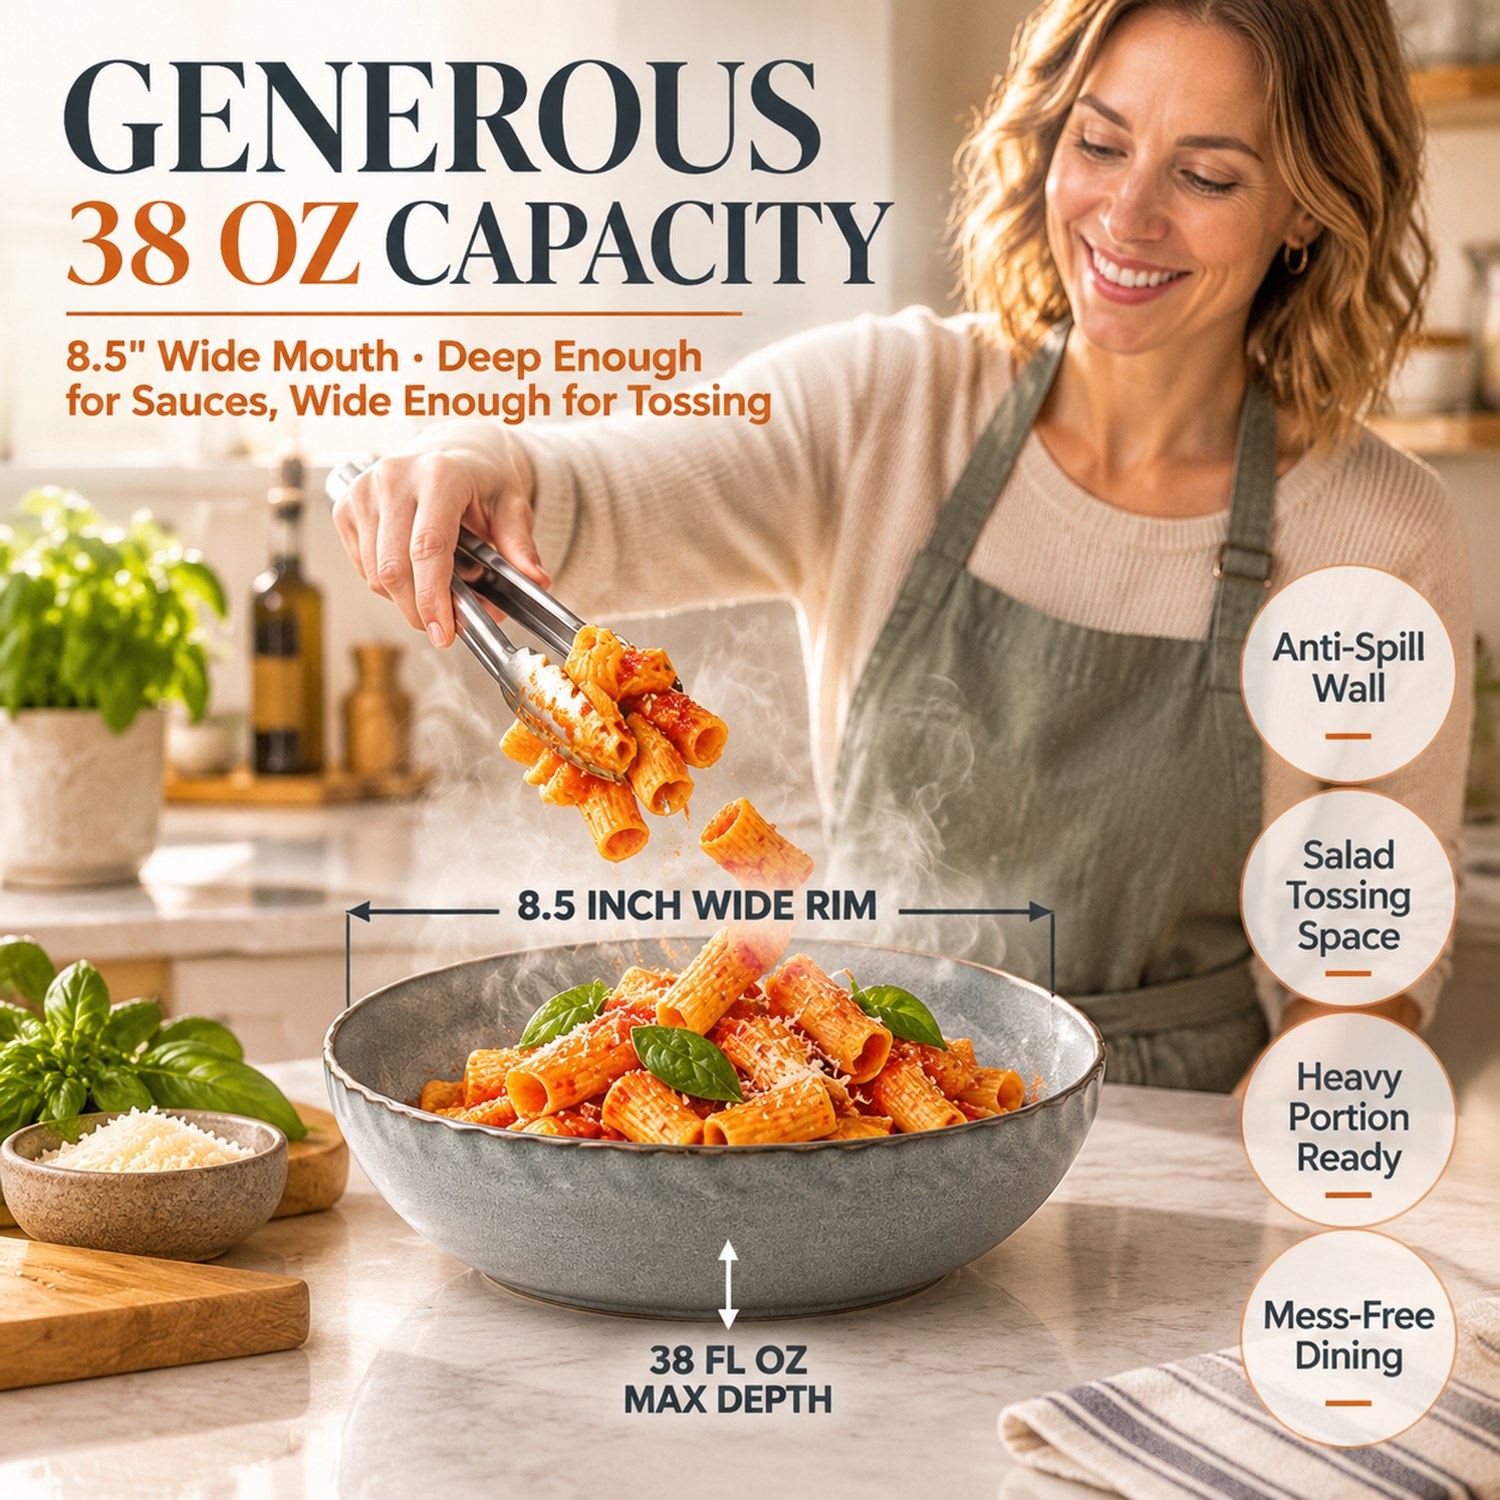 GENEROUS
38 OZ CAPACITY
8.5" Wide Mouth · Deep Enough
for Sauces, Wide Enough for Tossing
Anti-Spill
Wall
Salad
Tossing
Space
8.5 INCH WIDE RIM
Heavy
Portion
Ready
Mess-Free
Dining
38 FL OZ
MAX DEPTH